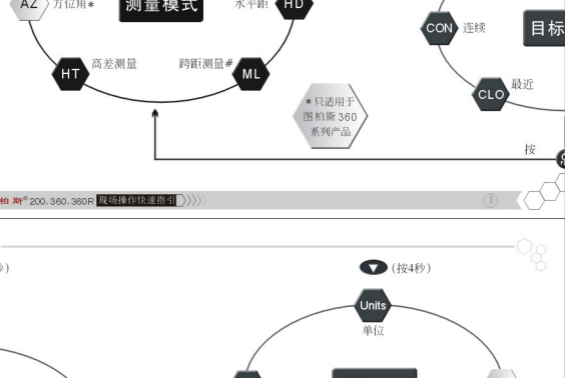 AZ 方位角*
测量模式
水平距 HD
CON 连续
目标
HT 高差测量
跨距测量# ML
CLO 最近
*只适用于
图柏斯 360
系列产品
按
柏斯® 200.360.360R 现场操作快速指引
1
(按4秒)
Units
单位